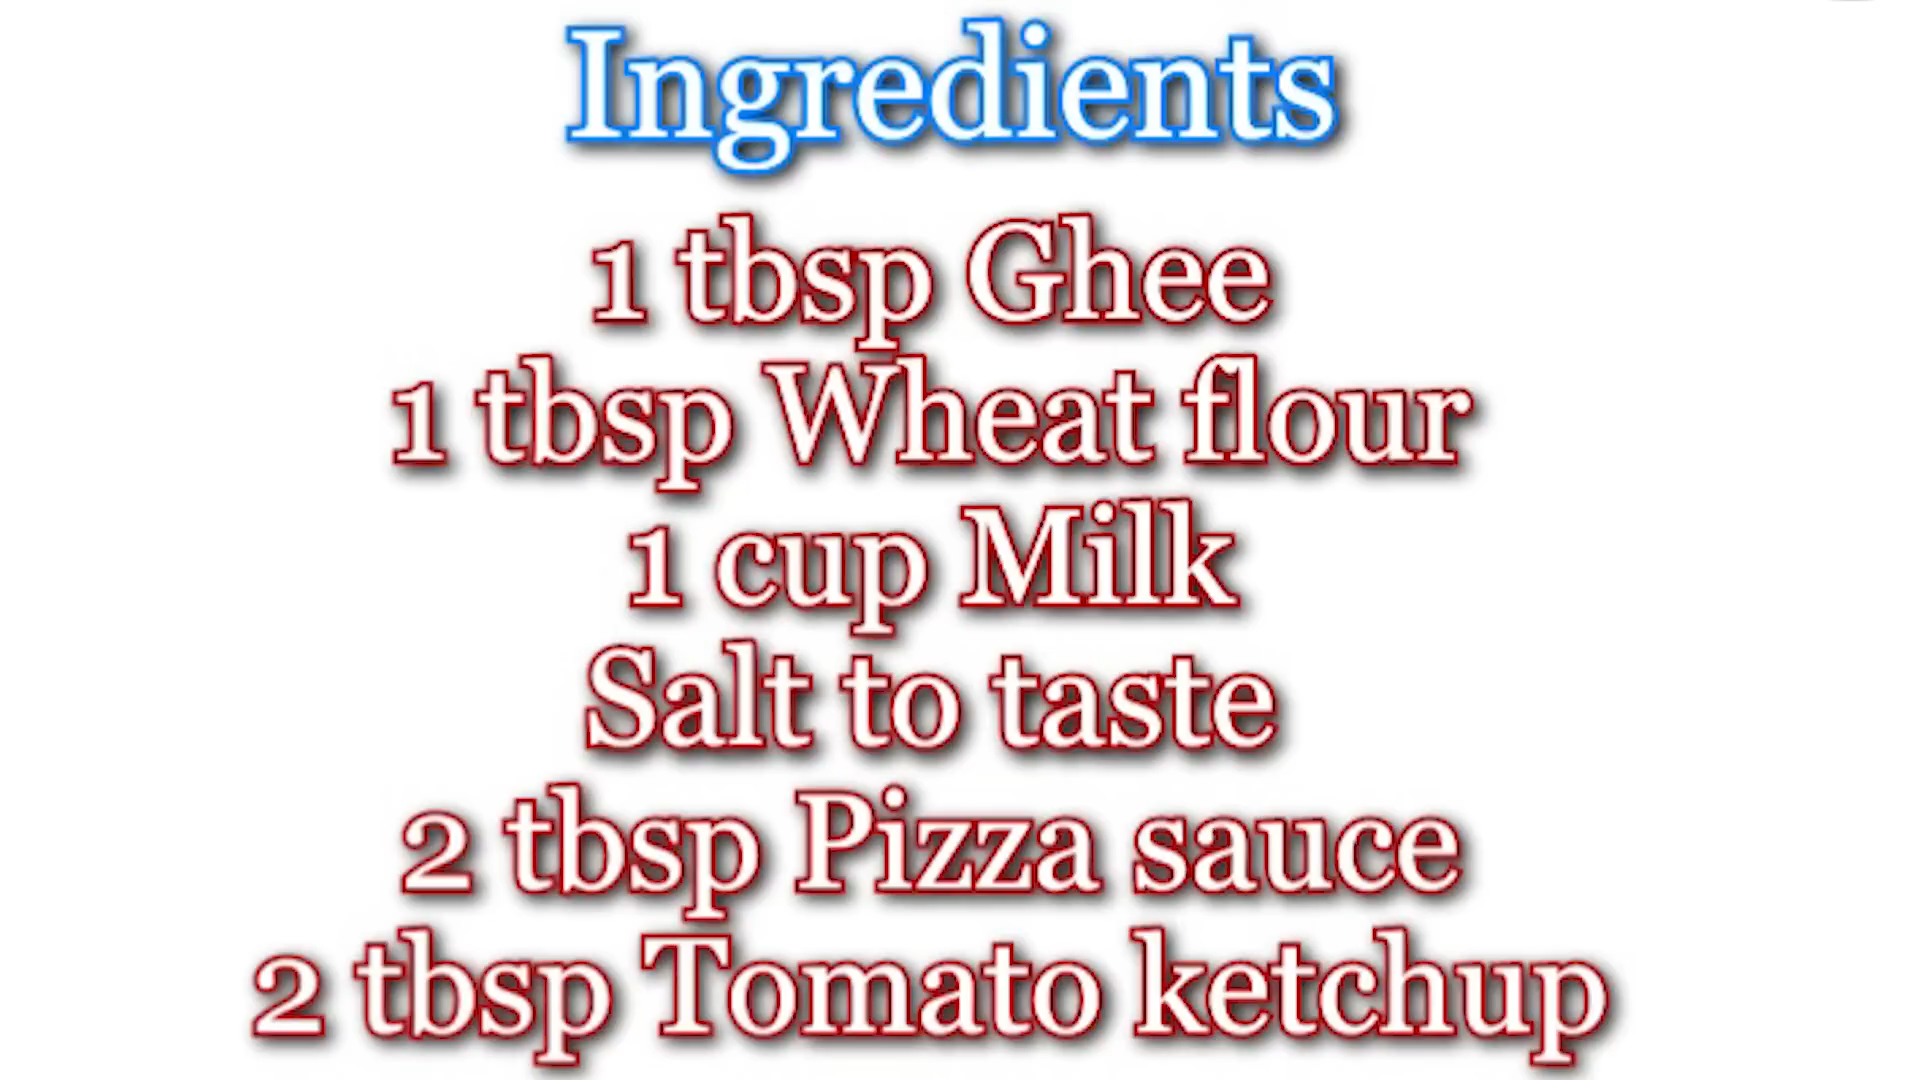 Ingredients
1 tbsp Ghee
1 tbsp Wheat flour
1 cup Milk
Salt to taste
2 tbsp Pizza sauce
2 tbsp Tomato ketchup